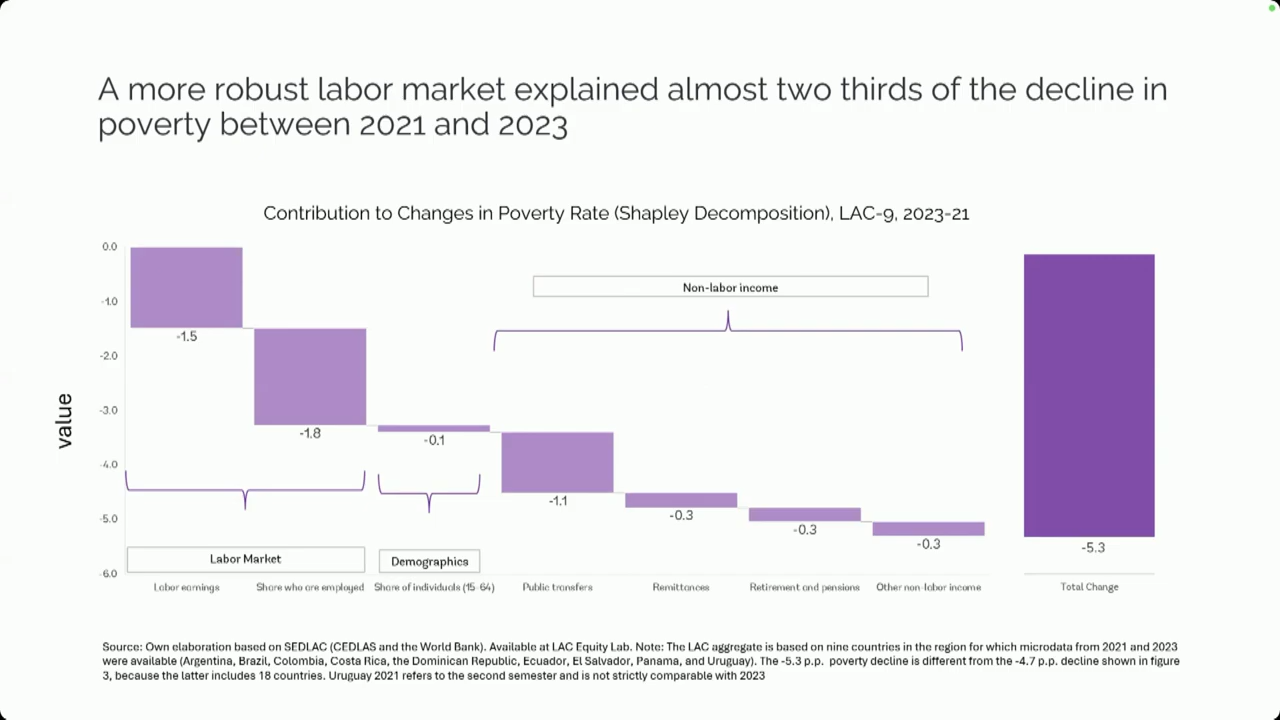 A more robust labor market explained almost two thirds of the decline in
poverty between 2021 and 2023
Contribution to Changes in Poverty Rate (Shapley Decomposition), LAC-9, 2023-21
value
0.0
-1.0
-2.0
-3.0
-4.0
-5.0
-6.0
-1.5
-1.8
-0.1
-1.1
-0.3
-0.3
-0.3
-5.3
Non-labor income
Labor Market
Demographics
Labor earnings
Share who are employed
Share of individuals (15-64)
Public transfers
Remittances
Retirement and pensions
Other non-labor income
Total Change
Source: Own elaboration based on SEDLAC (CEDLAS and the World Bank). Available at LAC Equity Lab. Note: The LAC aggregate is based on nine countries in the region for which microdata from 2021 and 2023
were available (Argentina, Brazil, Colombia, Costa Rica, the Dominican Republic, Ecuador, El Salvador, Panama, and Uruguay). The -5.3 p.p. poverty decline is different from the -4.7 p.p. decline shown in figure
3, because the latter includes 18 countries. Uruguay 2021 refers to the second semester and is not strictly comparable with 2023